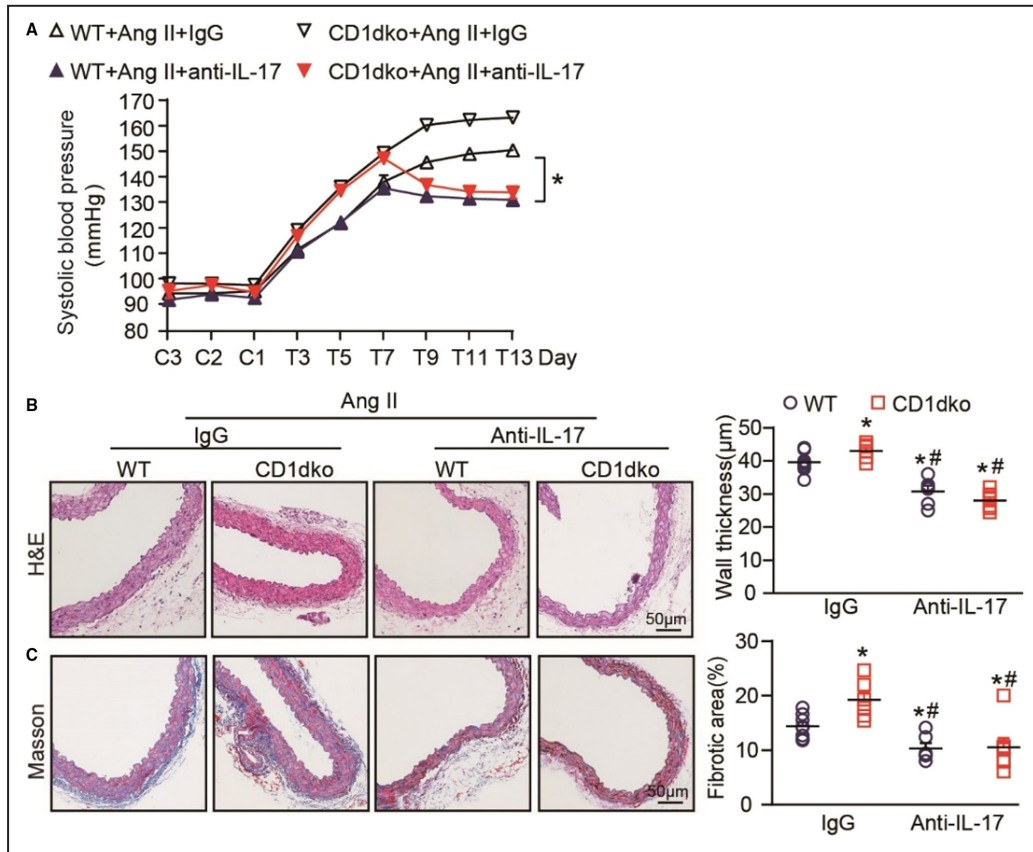 A △ WT+Ang II+IgG ▽ CD1dko+Ang II+IgG
▲ WT+Ang II+anti-IL-17 ▼ CD1dko+Ang II+anti-IL-17
Systolic blood pressure
(mmHg)
170
160
150
140
130
120
110
100
90
80
*
C3 C2 C1 T3 T5 T7 T9 T11 T13 Day
B
Ang II
IgG Anti-IL-17
WT CD1dko WT CD1dko
H&E
50μm
○ WT □ CD1dko
Wall thickness(μm)
50
40
30
20
10
0
*
*#
*#
IgG Anti-IL-17
C
Masson
50μm
Fibrotic area(%)
30
20
10
0
*
*#
*#
IgG Anti-IL-17